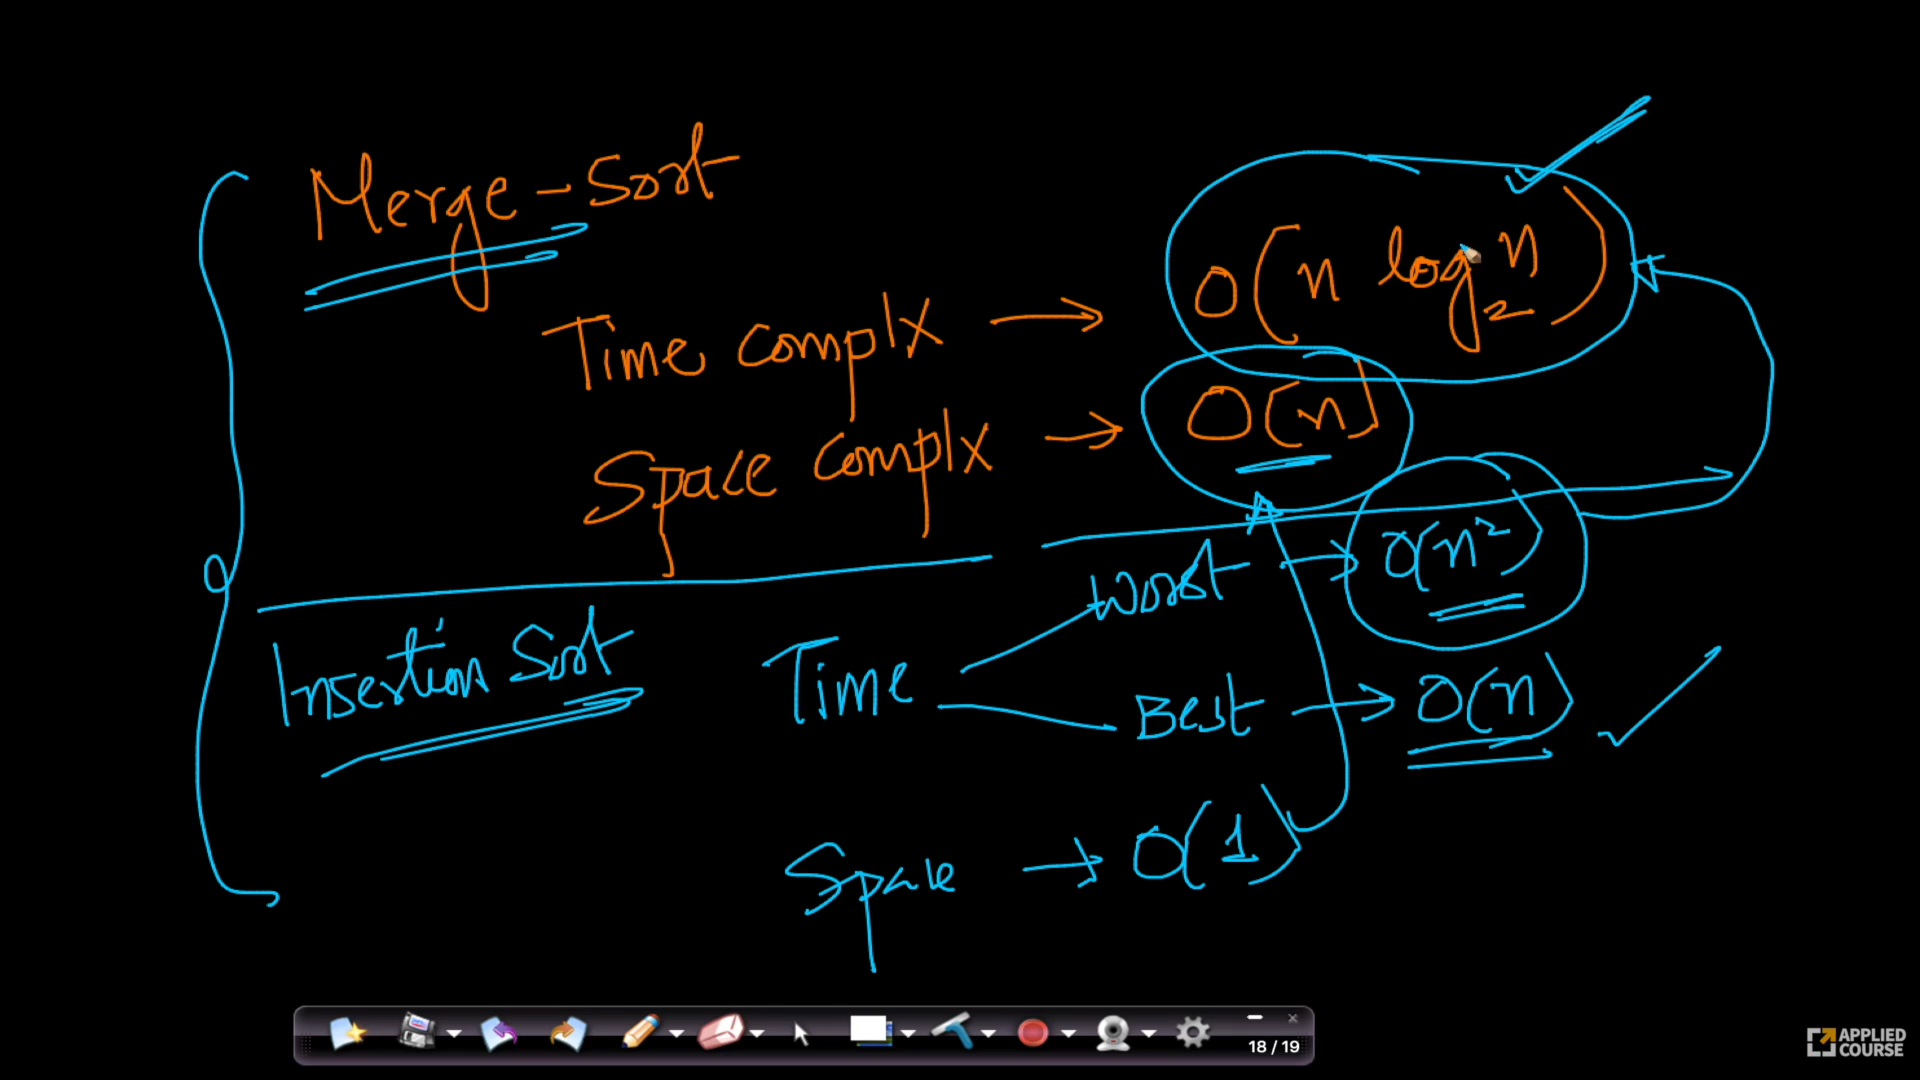 Merge-Sort
Time complx → O(n log₂ n)
Space complx → O(n)
Insertion Sort
Time
Worst → O(n²)
Best → O(n)
Space → O(1)
18 / 19
APPLIED
COURSE